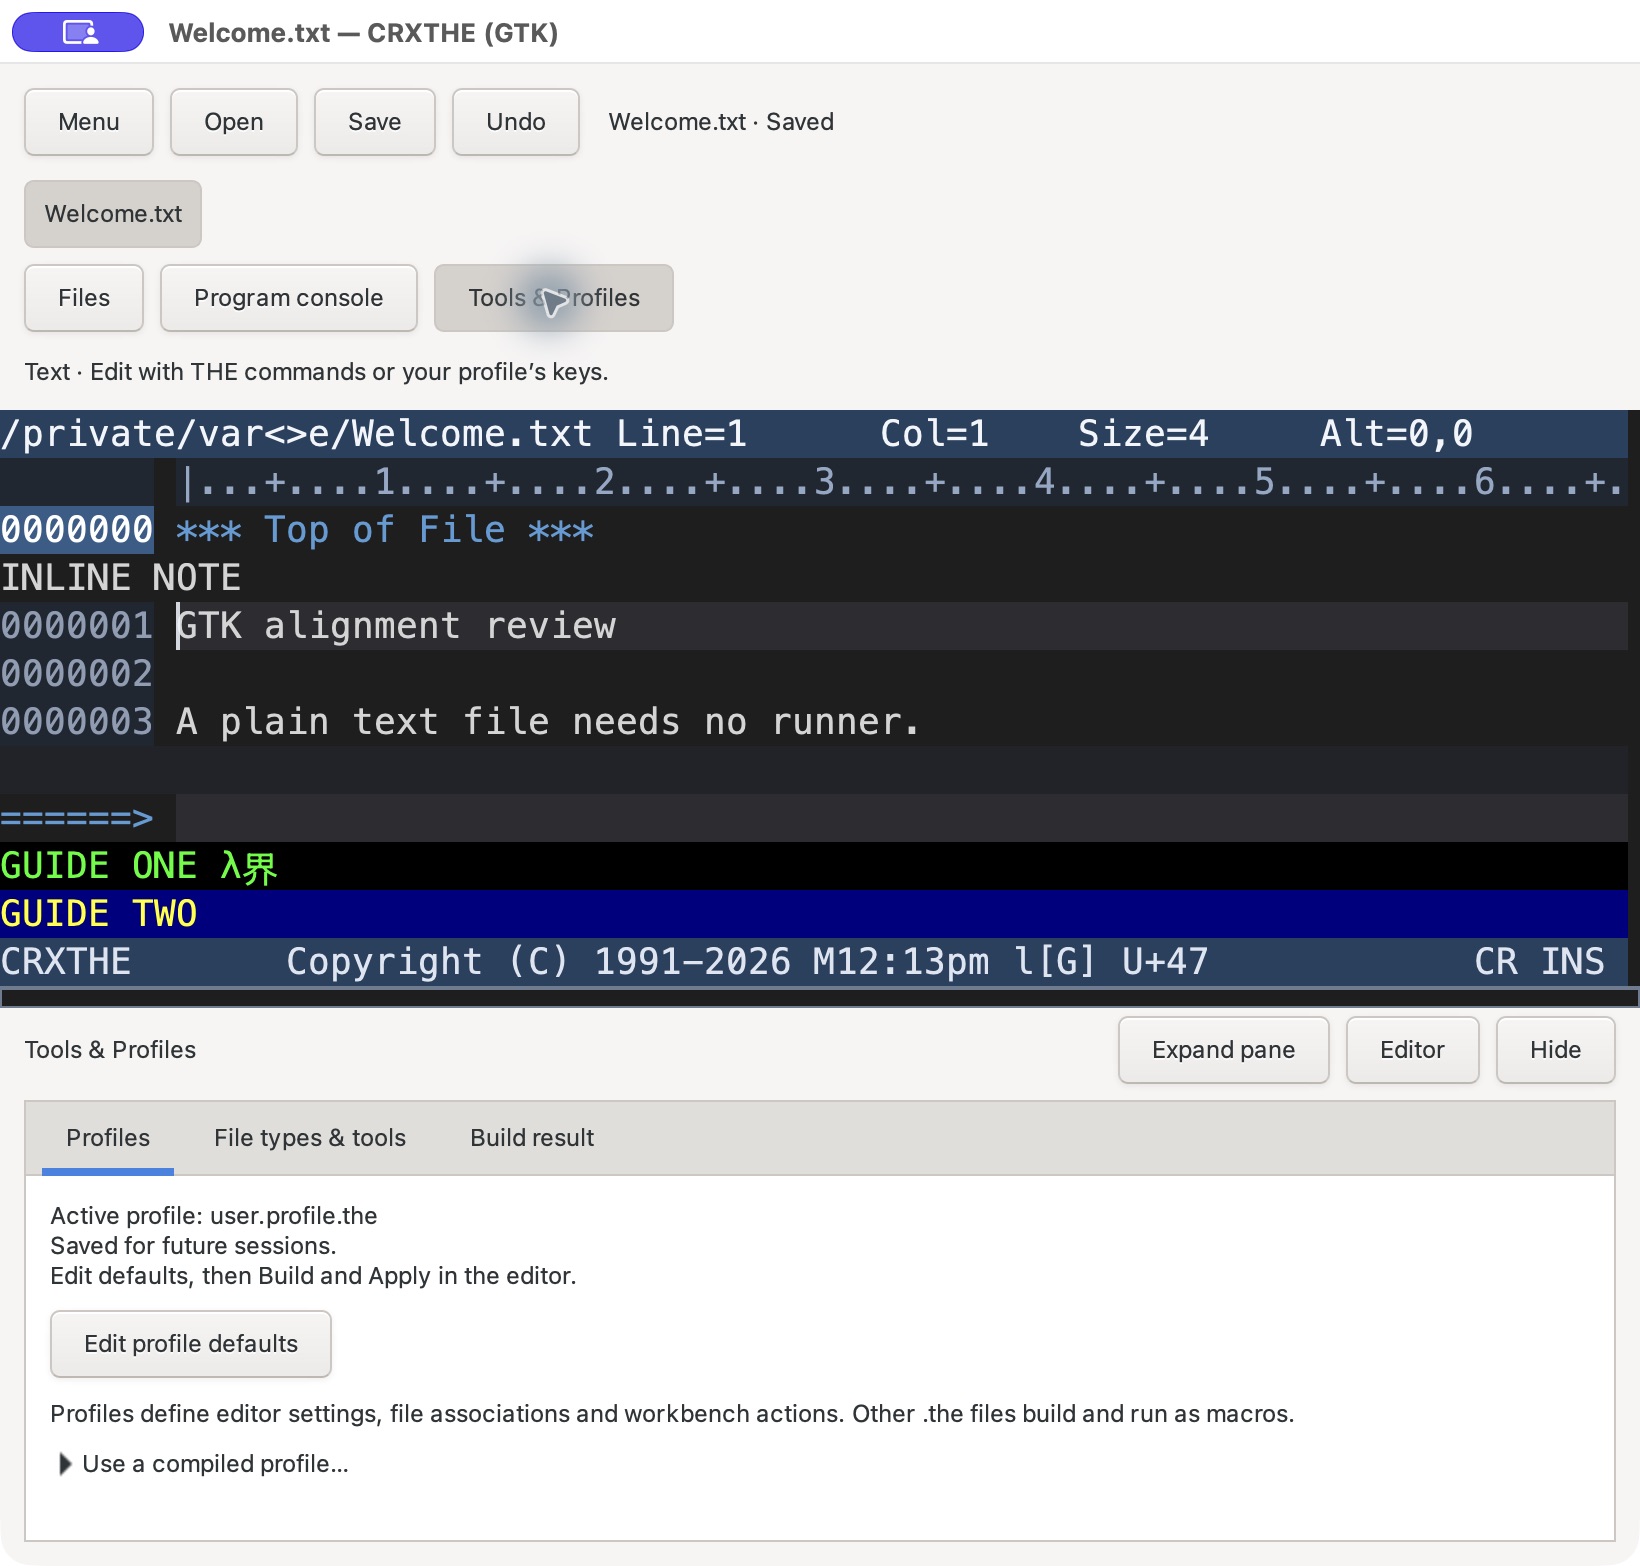 Welcome.txt — CRXTHE (GTK)
Menu Open Save Undo Welcome.txt · Saved
Welcome.txt
Files Program console Tools & Profiles
Text · Edit with THE commands or your profile’s keys.
/private/var<>e/Welcome.txt Line=1 Col=1 Size=4 Alt=0,0
|...+....1....+....2....+....3....+....4....+....5....+....6....+.
0000000 *** Top of File ***
INLINE NOTE
0000001 GTK alignment review
0000002
0000003 A plain text file needs no runner.
======>
GUIDE ONE λ界
GUIDE TWO
CRXTHE Copyright (C) 1991–2026 M12:13pm l[G] U+47 CR INS
Tools & Profiles Expand pane Editor Hide
Profiles File types & tools Build result
Active profile: user.profile.the
Saved for future sessions.
Edit defaults, then Build and Apply in the editor.
Edit profile defaults
Profiles define editor settings, file associations and workbench actions. Other .the files build and run as macros.
Use a compiled profile...